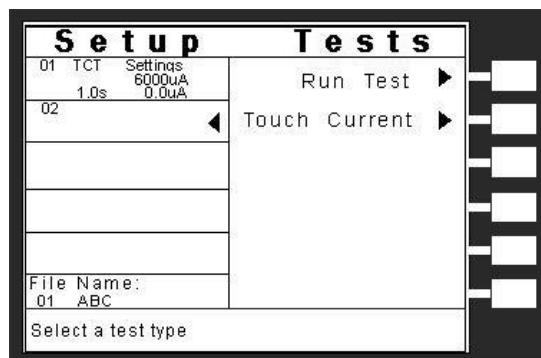 Setup Tests
01 TCT Settings
6000uA
1.0s 0.0uA
02
File Name:
01 ABC
Run Test
Touch Current
Select a test type